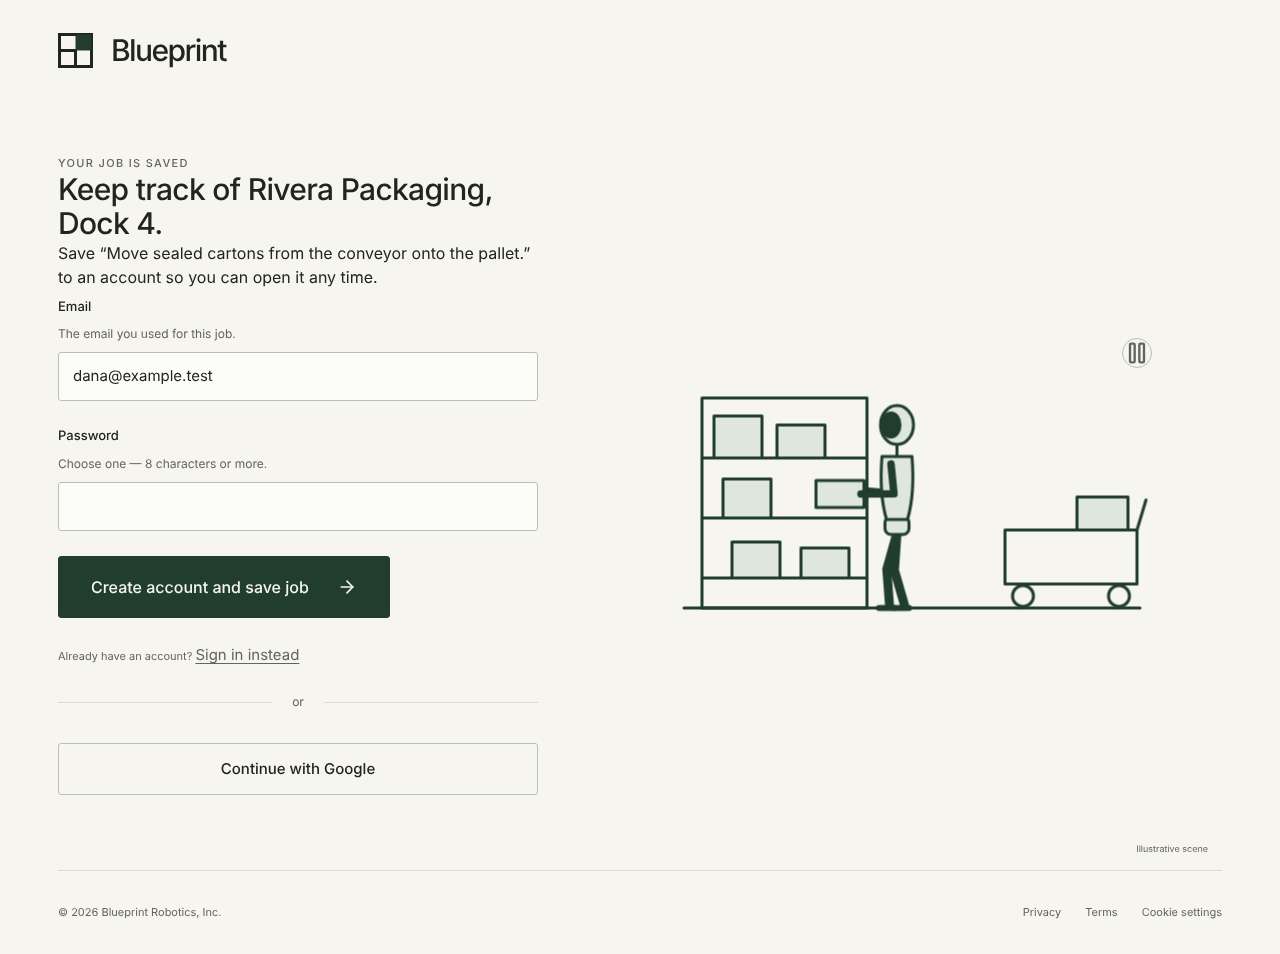 Blueprint
YOUR JOB IS SAVED
Keep track of Rivera Packaging,
Dock 4.
Save “Move sealed cartons from the conveyor onto the pallet.”
to an account so you can open it any time.
Email
The email you used for this job.
dana@example.test
Password
Choose one — 8 characters or more.
Create account and save job
Already have an account? Sign in instead
or
Continue with Google
Illustrative scene
© 2026 Blueprint Robotics, Inc.
Privacy Terms Cookie settings